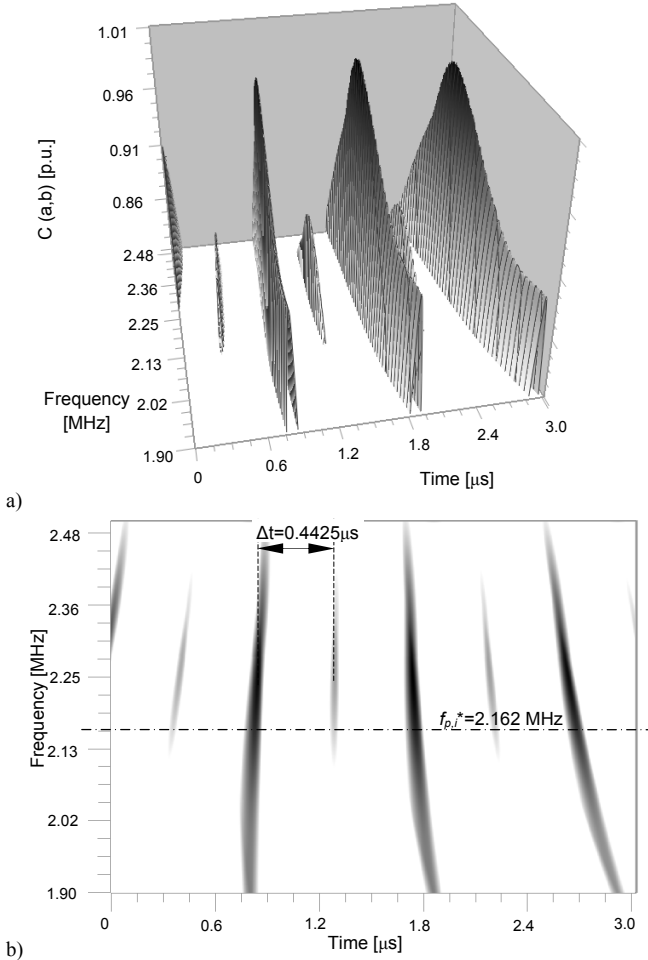 1.01
0.96
0.91
0.86
2.48
2.36
2.25
2.13
2.02
1.90
C (a,b) [p.u.]
Frequency
[MHz]
0
0.6
1.2
1.8
2.4
3.0
Time [μs]
a)
Δt=0.4425μs
2.48
2.36
2.25
2.13
2.02
1.90
Frequency [MHz]
f_{p,i}*=2.162 MHz
0
0.6
1.2
1.8
2.4
3.0
Time [μs]
b)